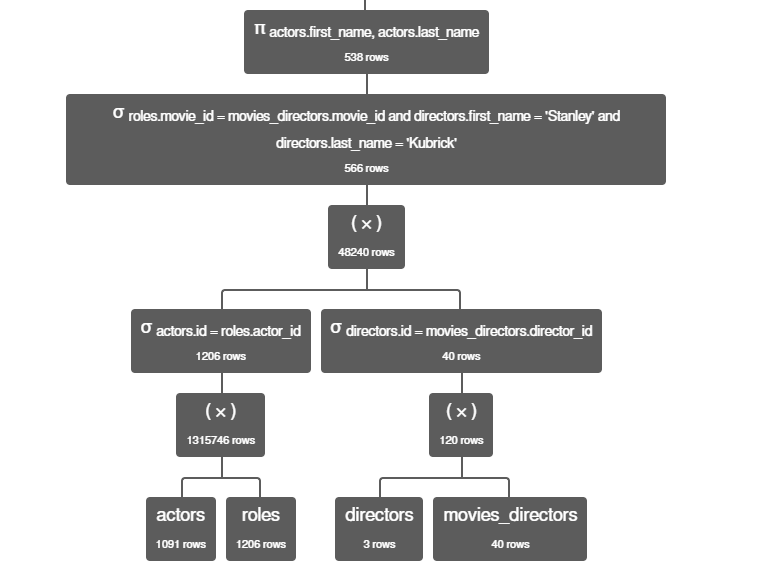 π actors.first_name, actors.last_name
538 rows
σ roles.movie_id = movies_directors.movie_id and directors.first_name = 'Stanley' and
directors.last_name = 'Kubrick'
566 rows
( × )
48240 rows
σ actors.id = roles.actor_id
1206 rows
σ directors.id = movies_directors.director_id
40 rows
( × )
1315746 rows
( × )
120 rows
actors
1091 rows
roles
1206 rows
directors
3 rows
movies_directors
40 rows